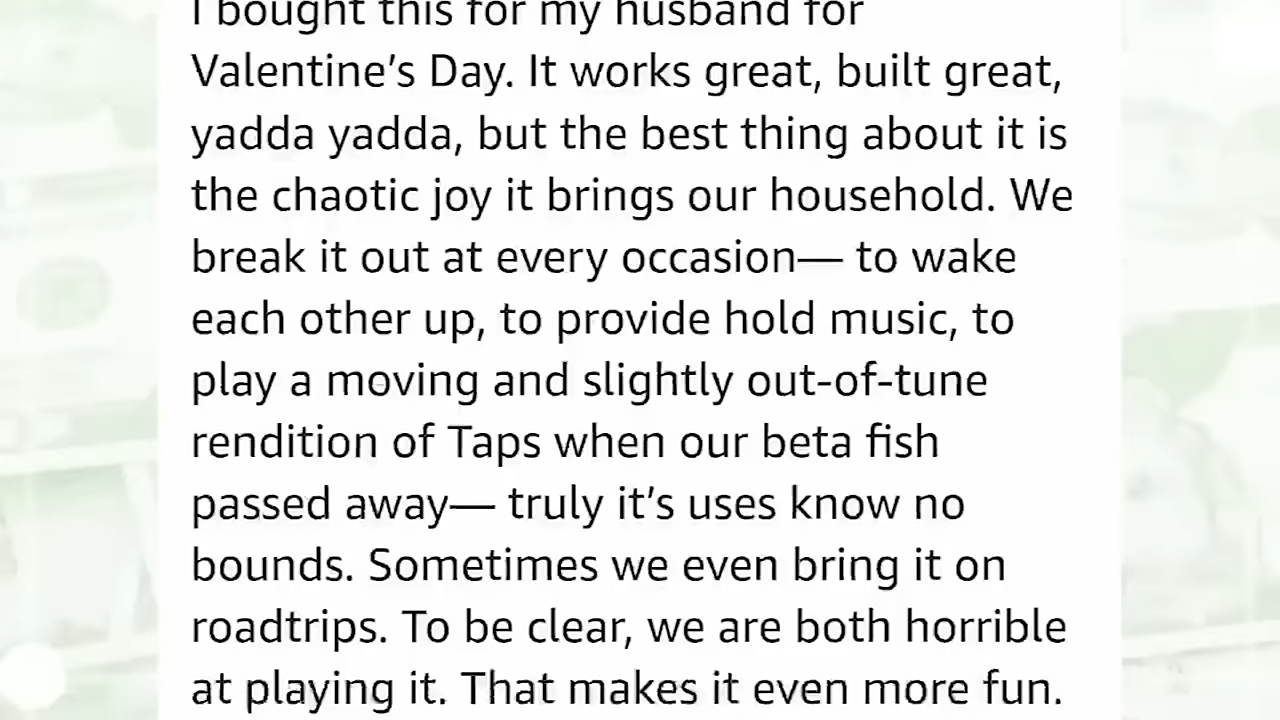 I bought this for my husband for
Valentine’s Day. It works great, built great,
yadda yadda, but the best thing about it is
the chaotic joy it brings our household. We
break it out at every occasion— to wake
each other up, to provide hold music, to
play a moving and slightly out-of-tune
rendition of Taps when our beta fish
passed away— truly it’s uses know no
bounds. Sometimes we even bring it on
roadtrips. To be clear, we are both horrible
at playing it. That makes it even more fun.